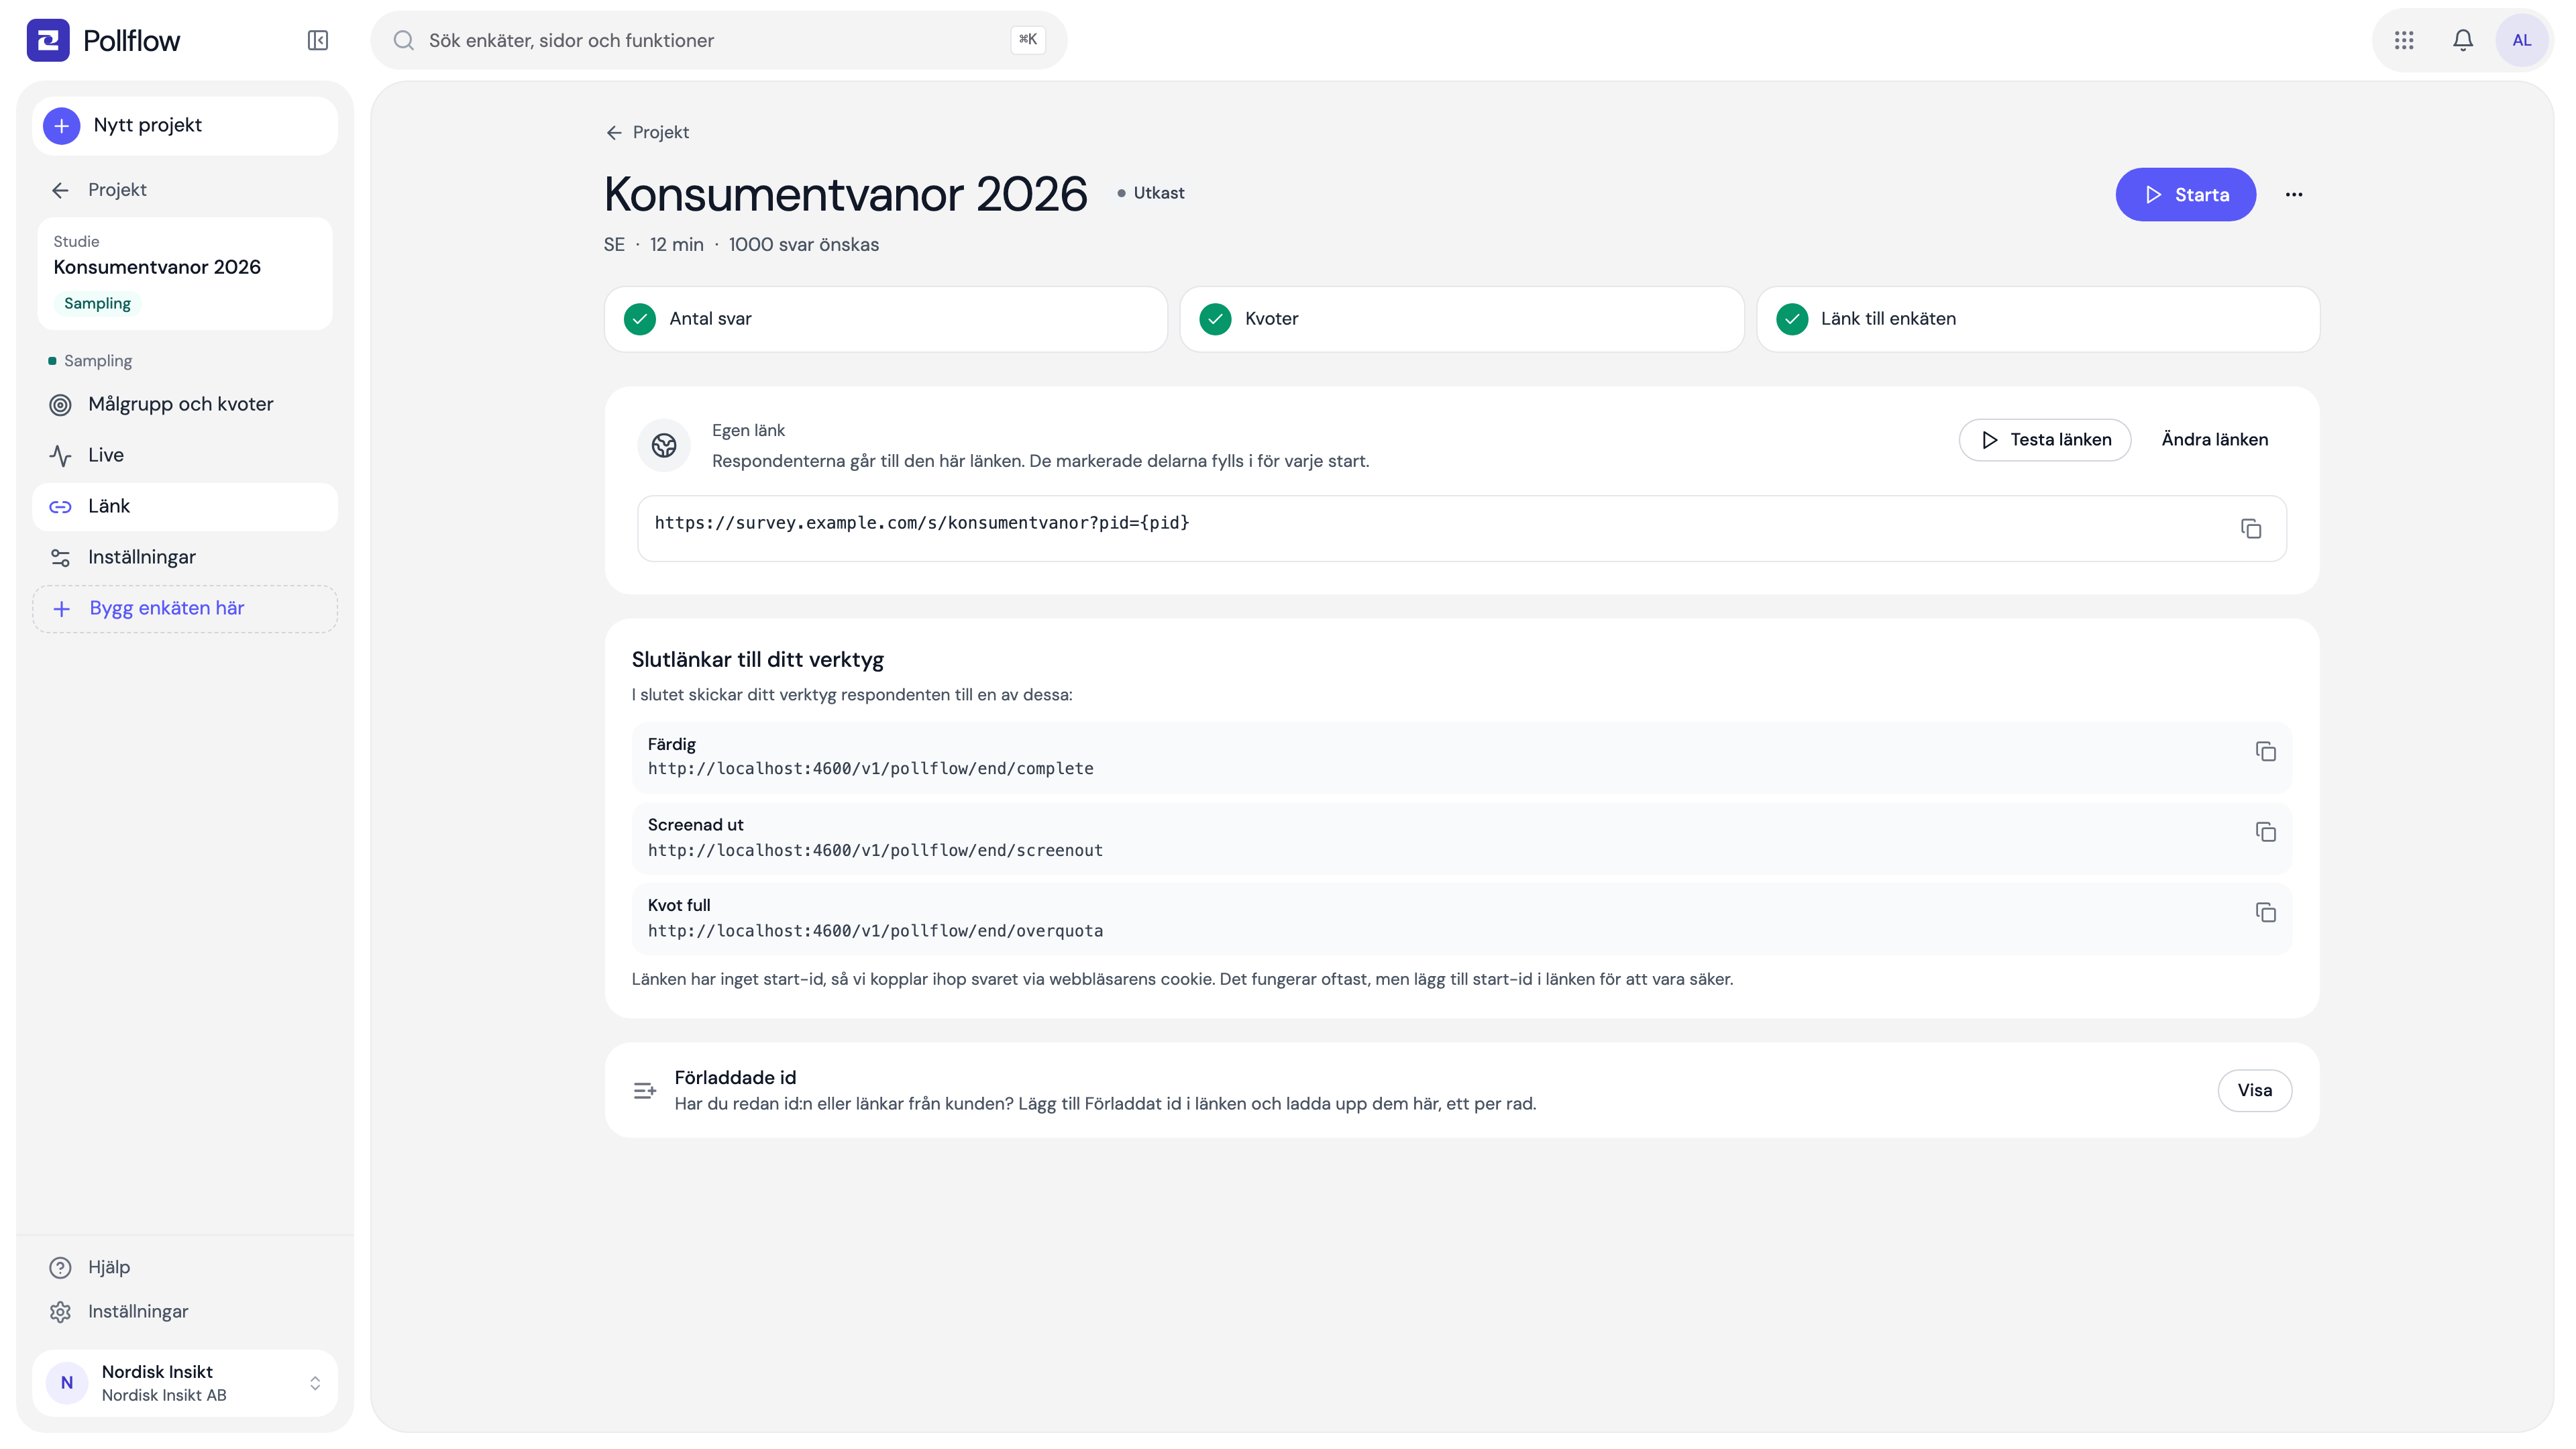 Pollflow
Sök enkäter, sidor och funktioner
⌘K
AL
Nytt projekt
Projekt
Studie
Konsumentvanor 2026
Sampling
Sampling
Målgrupp och kvoter
Live
Länk
Inställningar
Bygg enkäten här
Hjälp
Inställningar
N
Nordisk Insikt
Nordisk Insikt AB
Projekt
Konsumentvanor 2026
Utkast
Starta
SE · 12 min · 1000 svar önskas
Antal svar
Kvoter
Länk till enkäten
Egen länk
Respondenterna går till den här länken. De markerade delarna fylls i för varje start.
Testa länken
Ändra länken
https://survey.example.com/s/konsumentvanor?pid={pid}
Slutlänkar till ditt verktyg
I slutet skickar ditt verktyg respondenten till en av dessa:
Färdig
http://localhost:4600/v1/pollflow/end/complete
Screenad ut
http://localhost:4600/v1/pollflow/end/screenout
Kvot full
http://localhost:4600/v1/pollflow/end/overquota
Länken har inget start-id, så vi kopplar ihop svaret via webbläsarens cookie. Det fungerar oftast, men lägg till start-id i länken för att vara säker.
Förladdade id
Har du redan id:n eller länkar från kunden? Lägg till Förladdat id i länken och ladda upp dem här, ett per rad.
Visa